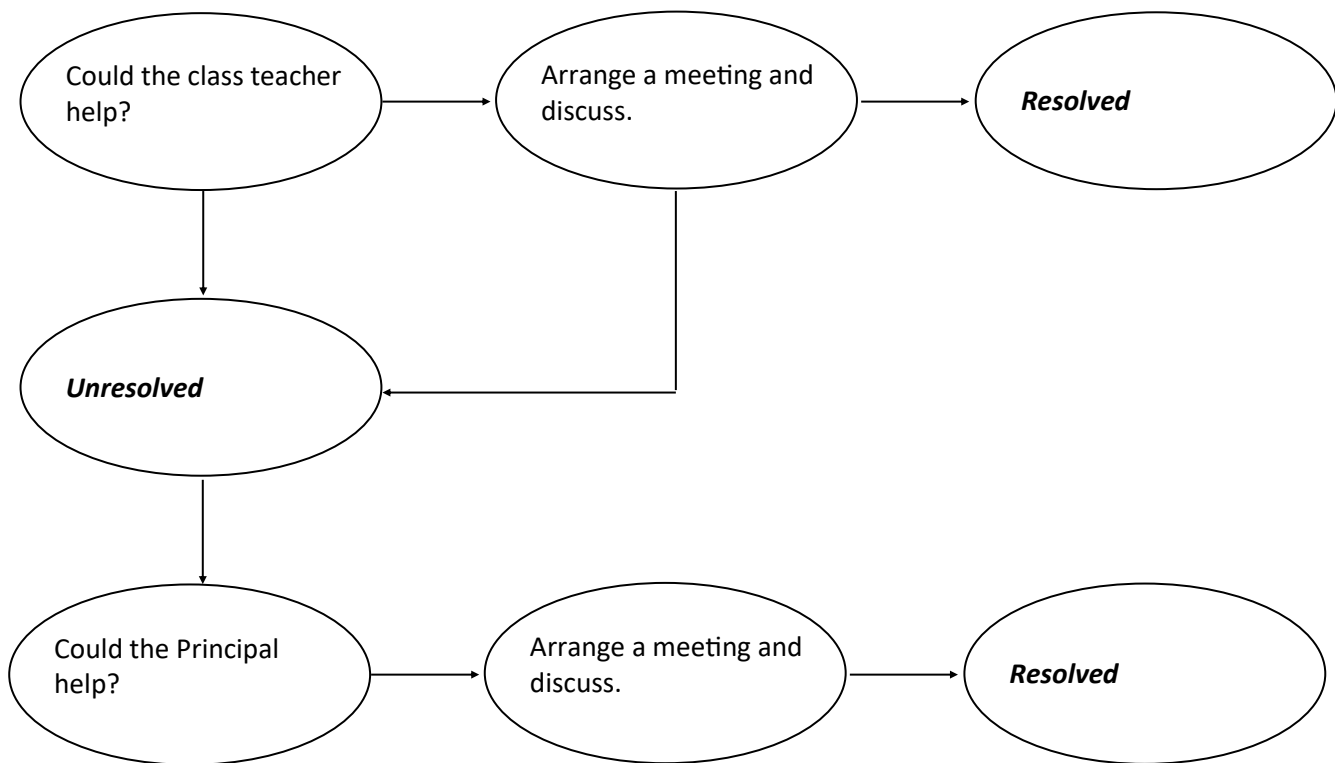 Could the class teacher
help?
Arrange a meeting and
discuss.
Resolved
Unresolved
Could the Principal
help?
Arrange a meeting and
discuss.
Resolved